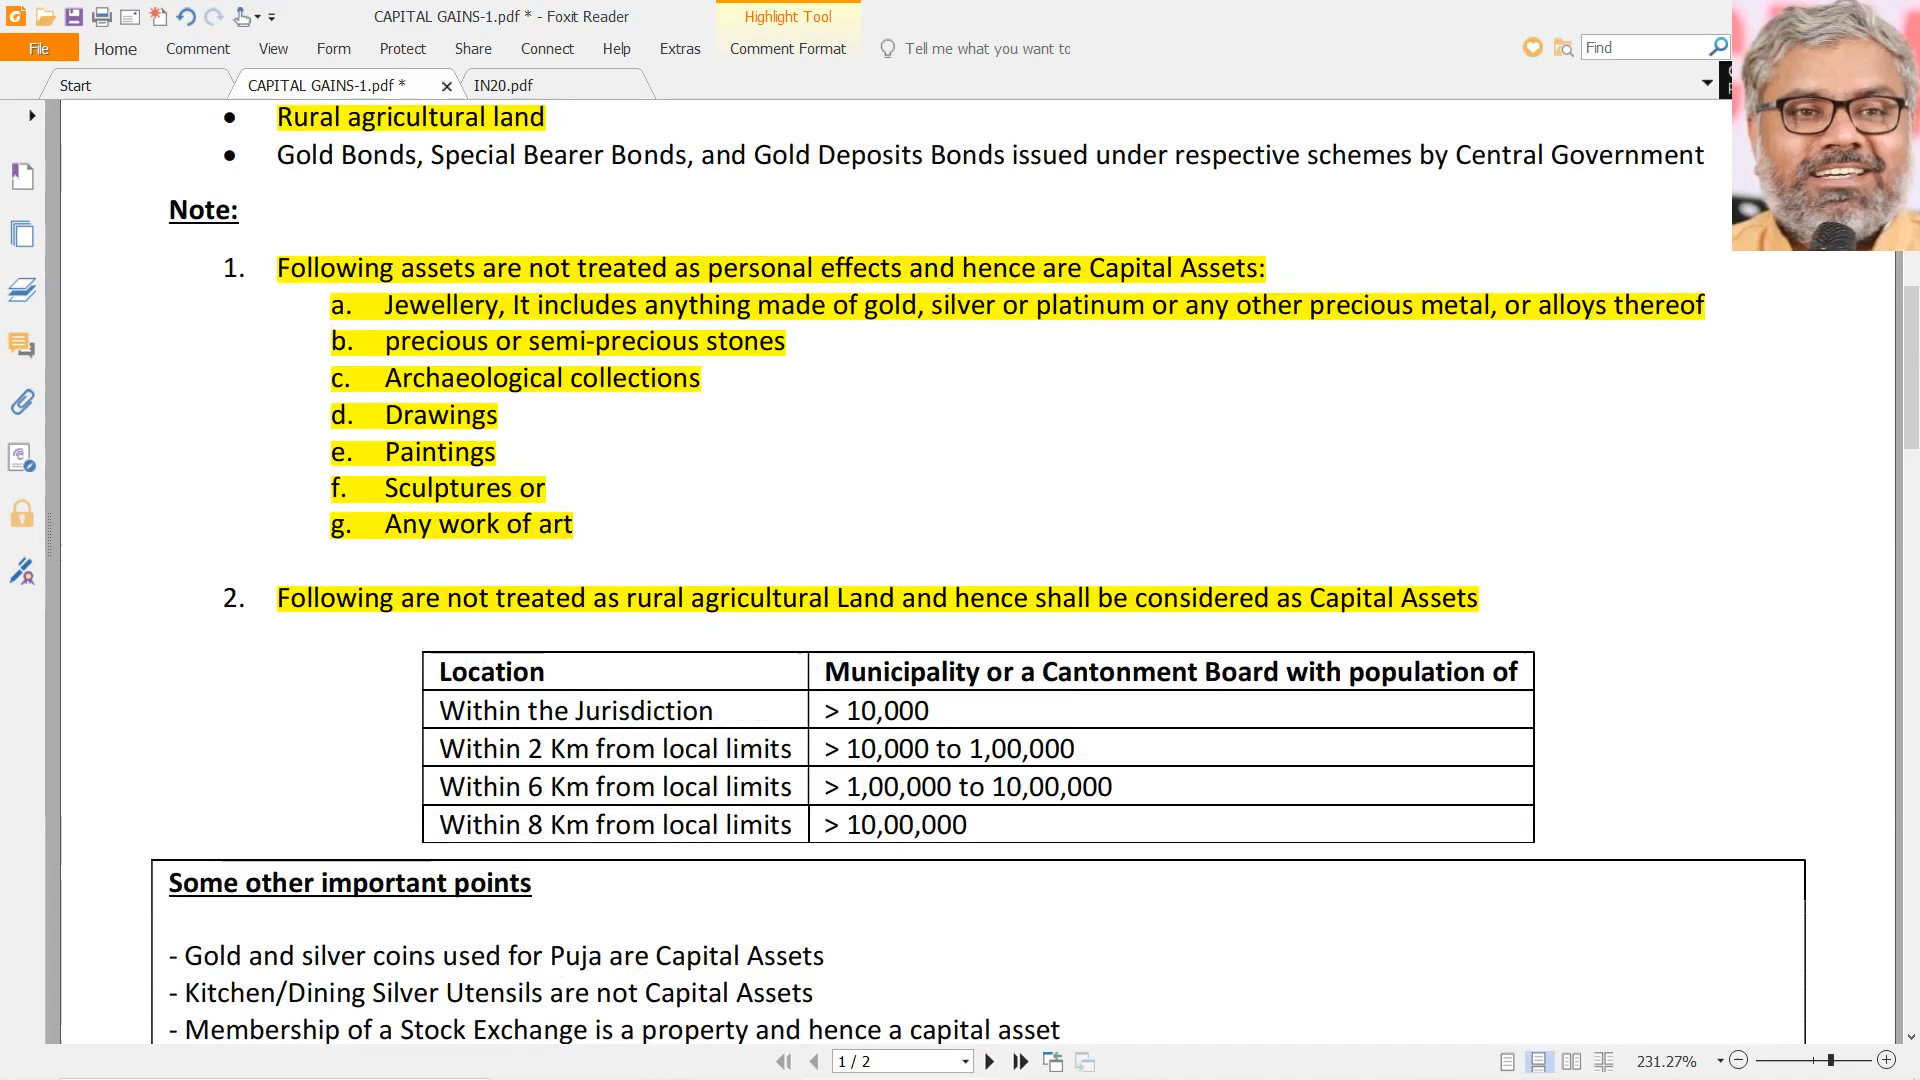 CAPITAL GAINS-1.pdf * - Foxit Reader
Highlight Tool
File
Home
Comment
View
Form
Protect
Share
Connect
Help
Extras
Comment Format
Tell me what you want to
Find
Start
CAPITAL GAINS-1.pdf *
IN20.pdf
• Rural agricultural land
• Gold Bonds, Special Bearer Bonds, and Gold Deposits Bonds issued under respective schemes by Central Government
Note:
1. Following assets are not treated as personal effects and hence are Capital Assets:
a. Jewellery, It includes anything made of gold, silver or platinum or any other precious metal, or alloys thereof
b. precious or semi-precious stones
c. Archaeological collections
d. Drawings
e. Paintings
f. Sculptures or
g. Any work of art
2. Following are not treated as rural agricultural Land and hence shall be considered as Capital Assets
Location Municipality or a Cantonment Board with population of
Within the Jurisdiction > 10,000
Within 2 Km from local limits > 10,000 to 1,00,000
Within 6 Km from local limits > 1,00,000 to 10,00,000
Within 8 Km from local limits > 10,00,000
Some other important points
- Gold and silver coins used for Puja are Capital Assets
- Kitchen/Dining Silver Utensils are not Capital Assets
- Membership of a Stock Exchange is a property and hence a capital asset
1 / 2
231.27%